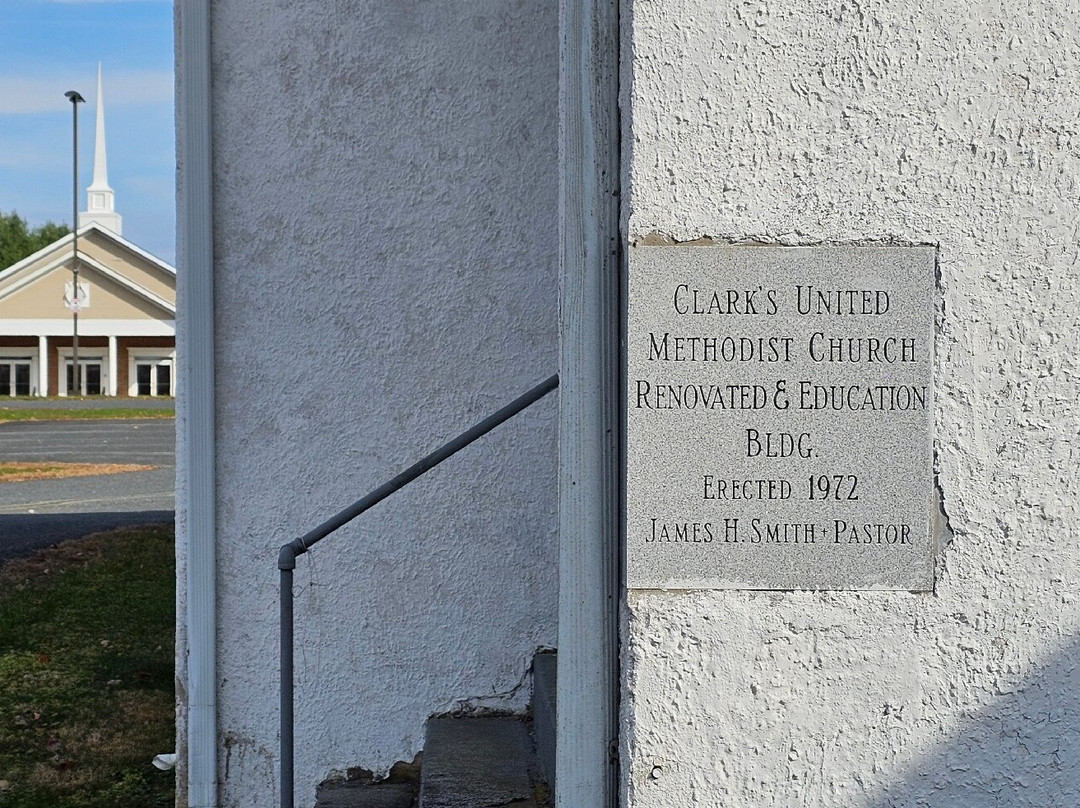 CLARK'S UNITED
METHODIST CHURCH
RENOVATED & EDUCATION
BLDG.
ERECTED 1972
JAMES H. SMITH + PASTOR